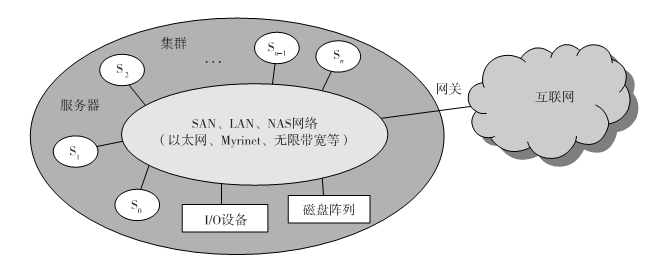 集群
S₂
…
Sₙ₋₁
Sₙ
服务器
网关
互联网
SAN、LAN、NAS网络
（以太网、Myrinet、无限带宽等）
S₁
S₀
I/O设备
磁盘阵列